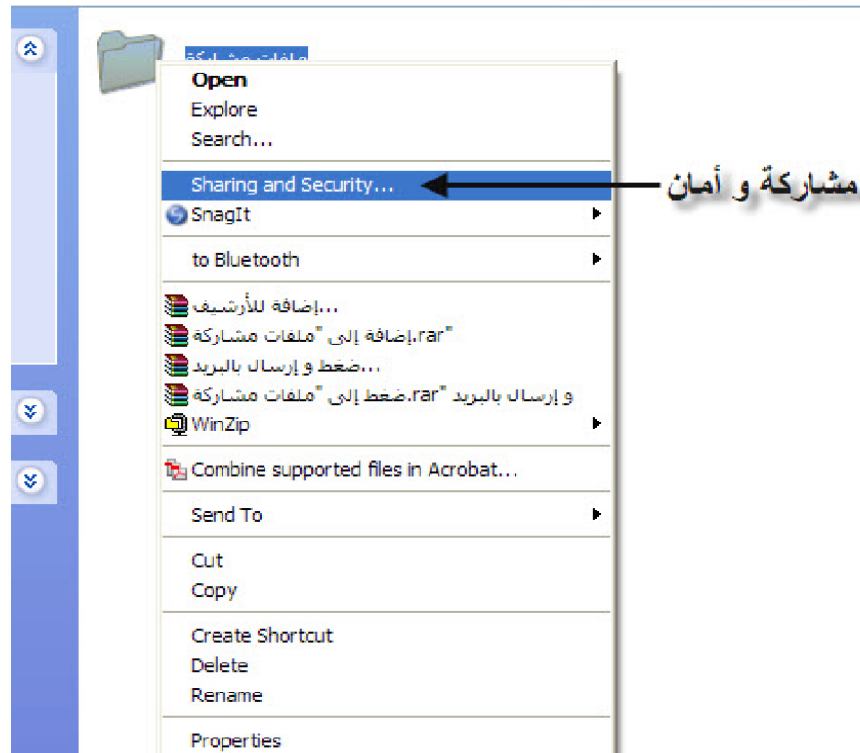 ملفات مشاركة
Open
Explore
Search...
Sharing and Security...
مشاركة و أمان
SnagIt
to Bluetooth
إضافة للأرشيف...
إضافة إلى "ملفات مشاركة.rar"
ضغط و إرسال بالبريد...
ضغط إلى "ملفات مشاركة.rar" و إرسال بالبريد
WinZip
Combine supported files in Acrobat...
Send To
Cut
Copy
Create Shortcut
Delete
Rename
Properties